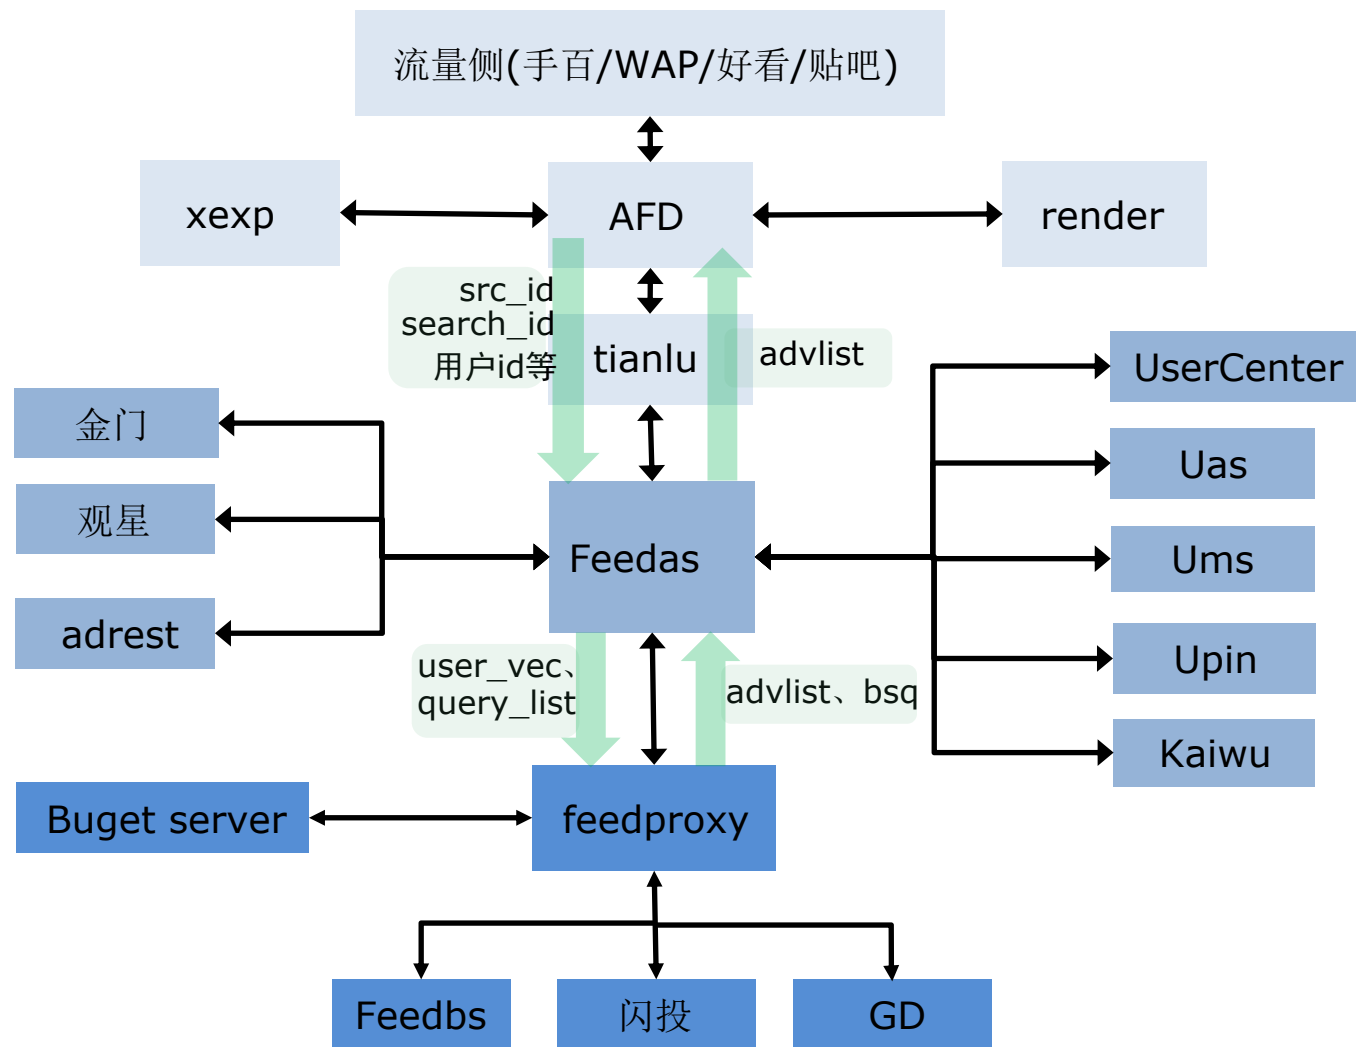 流量侧(手百/WAP/好看/贴吧)
xexp
AFD
render
src_id
search_id
用户id等
tianlu
advlist
UserCenter
金门
Uas
观星
Feedas
Ums
adrest
Upin
user_vec、
query_list
advlist、bsq
Kaiwu
Buget server
feedproxy
Feedbs
闪投
GD